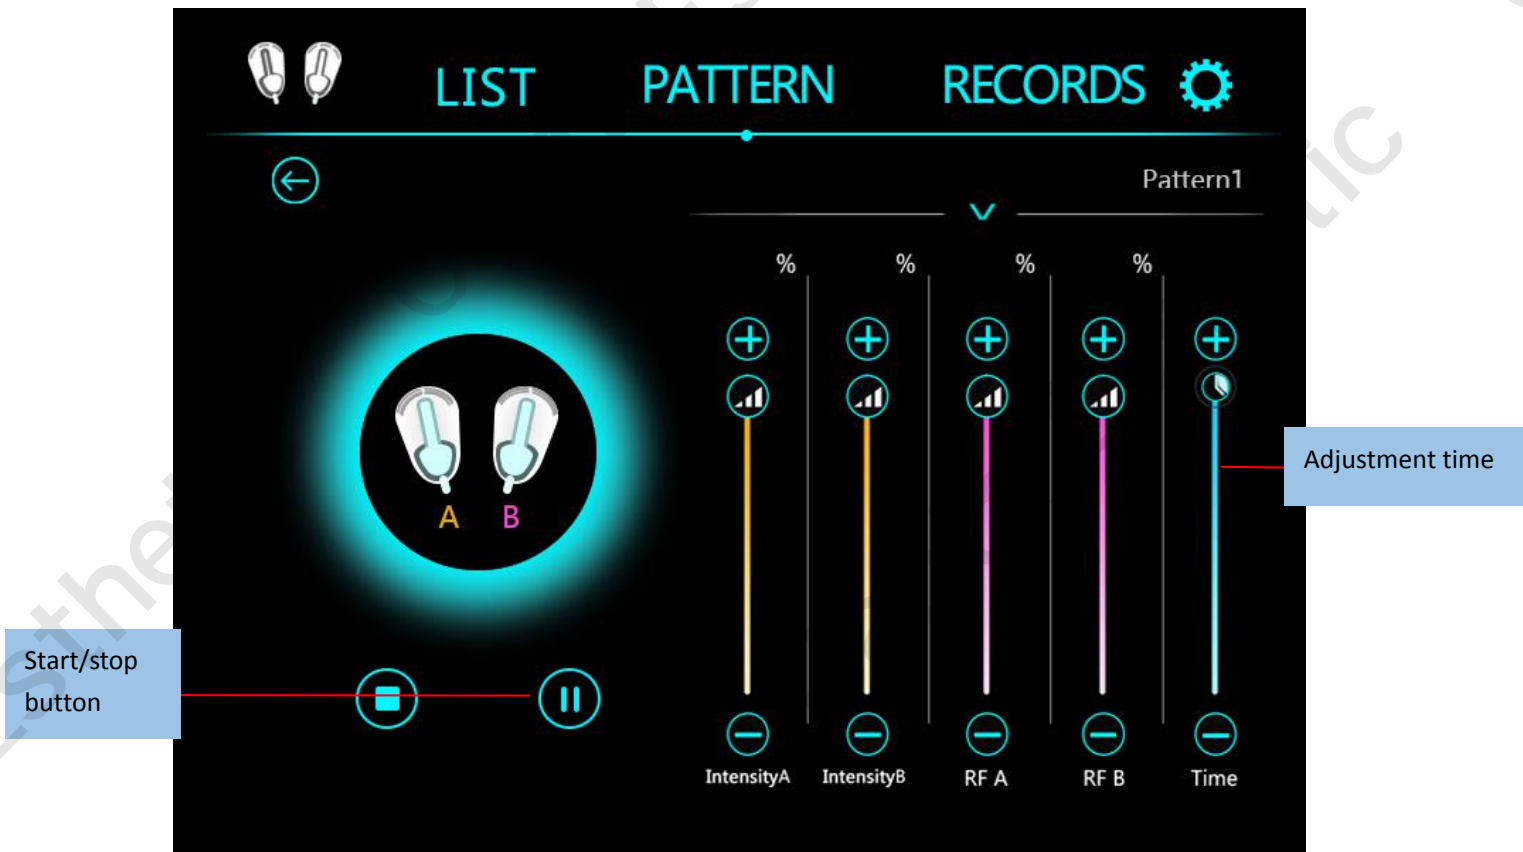 LIST PATTERN RECORDS
Pattern1
% % % %
Adjustment time
A B
Start/stop
button
IntensityA IntensityB RF A RF B Time